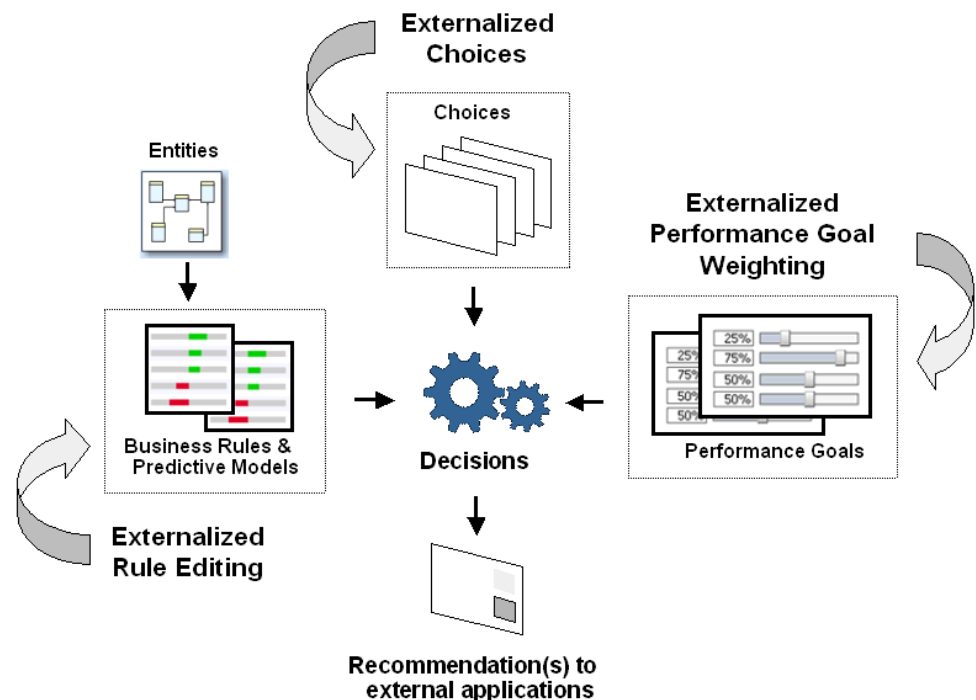 Externalized
Choices
Choices
Entities
Externalized
Performance Goal
Weighting
25%
75%
50%
50%
25%
75%
50%
50%
Business Rules &
Predictive Models
Decisions
Performance Goals
Externalized
Rule Editing
Recommendation(s) to
external applications